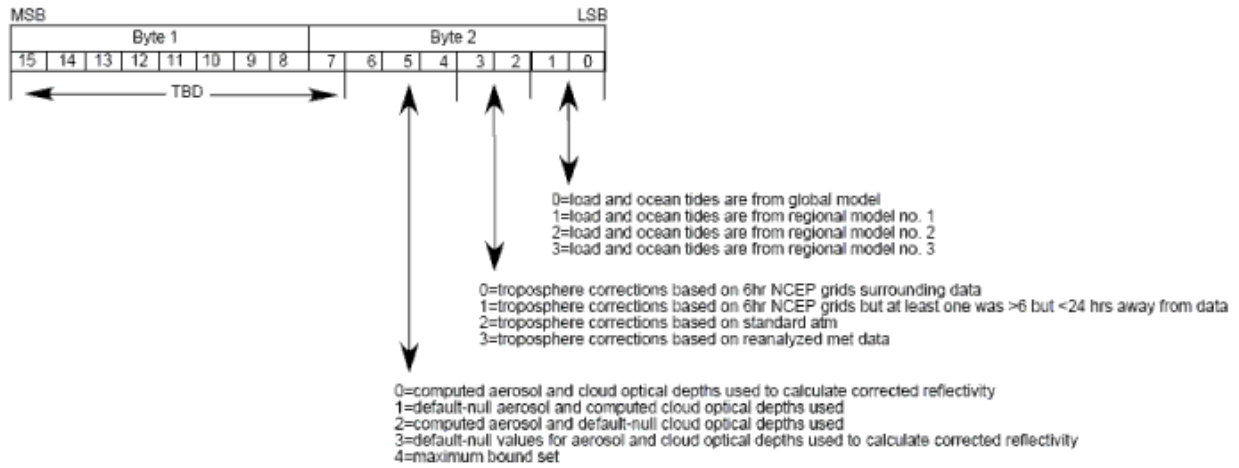 MSB LSB
Byte 1 Byte 2
15 14 13 12 11 10 9 8 7 6 5 4 3 2 1 0
TBD
0=load and ocean tides are from global model
1=load and ocean tides are from regional model no. 1
2=load and ocean tides are from regional model no. 2
3=load and ocean tides are from regional model no. 3
0=troposphere corrections based on 6hr NCEP grids surrounding data
1=troposphere corrections based on 6hr NCEP grids but at least one was >6 but <24 hrs away from data
2=troposphere corrections based on standard atm
3=troposphere corrections based on reanalyzed met data
0=computed aerosol and cloud optical depths used to calculate corrected reflectivity
1=default-null aerosol and computed cloud optical depths used
2=computed aerosol and default-null cloud optical depths used
3=default-null values for aerosol and cloud optical depths used to calculate corrected reflectivity
4=maximum bound set